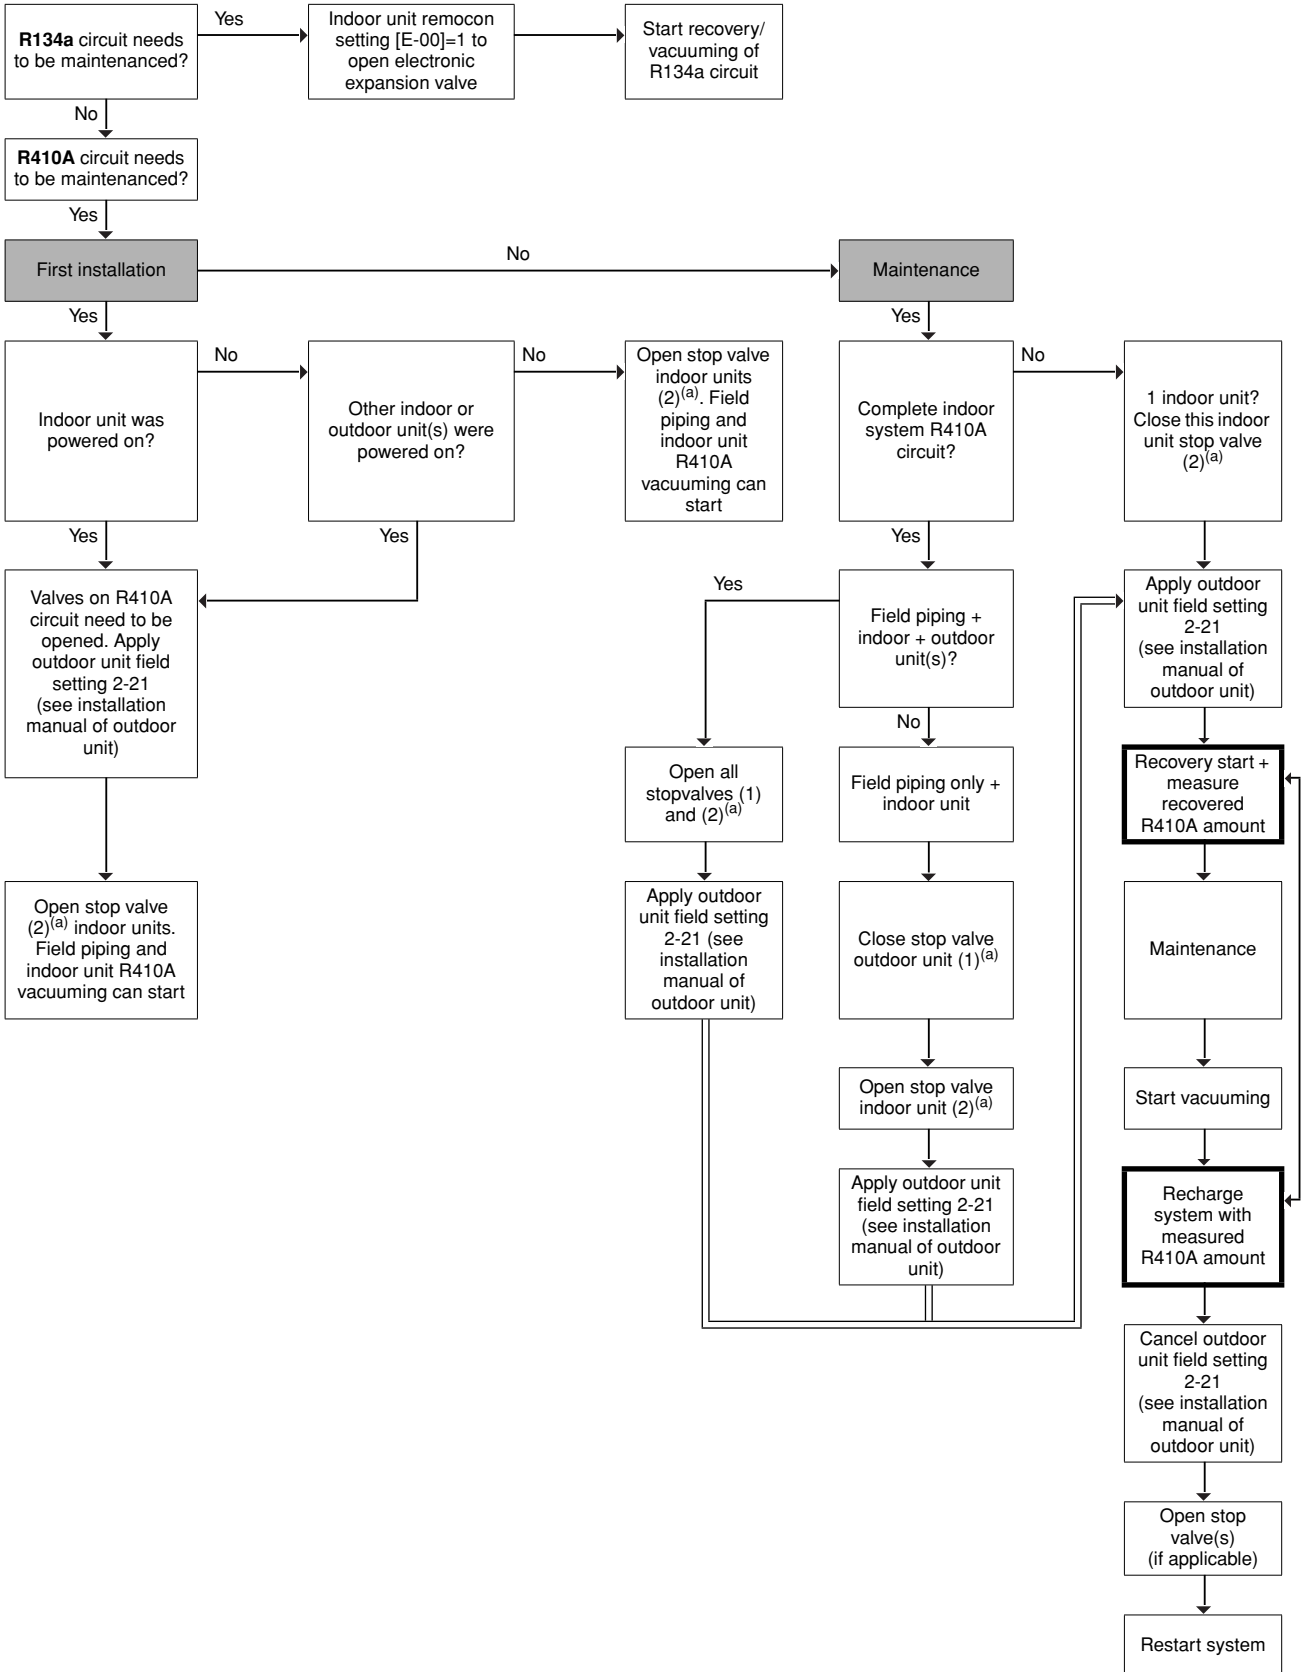 R134a circuit needs
to be maintenanced?
Yes
Indoor unit remocon
setting [E-00]=1 to
open electronic
expansion valve
Start recovery/
vacuuming of
R134a circuit
No
R410A circuit needs
to be maintenanced?
Yes
First installation
No
Maintenance
Yes
Yes
Indoor unit was
powered on?
No
Other indoor or
outdoor unit(s) were
powered on?
No
Open stop valve
indoor units
(2)(a). Field
piping and
indoor unit
R410A
vacuuming can
start
Complete indoor
system R410A
circuit?
No
1 indoor unit?
Close this indoor
unit stop valve
(2)(a)
Yes
Yes
Yes
Valves on R410A
circuit need to be
opened. Apply
outdoor unit field
setting 2-21
(see installation
manual of outdoor
unit)
Yes
Field piping +
indoor + outdoor
unit(s)?
Apply outdoor
unit field setting
2-21
(see installation
manual of
outdoor unit)
No
Open all
stopvalves (1)
and (2)(a)
Field piping only +
indoor unit
Recovery start +
measure
recovered
R410A amount
Open stop valve
(2)(a) indoor units.
Field piping and
indoor unit R410A
vacuuming can start
Apply outdoor
unit field setting
2-21 (see
installation
manual of
outdoor unit)
Close stop valve
outdoor unit (1)(a)
Maintenance
Open stop valve
indoor unit (2)(a)
Start vacuuming
Apply outdoor unit
field setting 2-21
(see installation
manual of outdoor
unit)
Recharge
system with
measured
R410A amount
Cancel outdoor
unit field setting
2-21
(see installation
manual of
outdoor unit)
Open stop
valve(s)
(if applicable)
Restart system